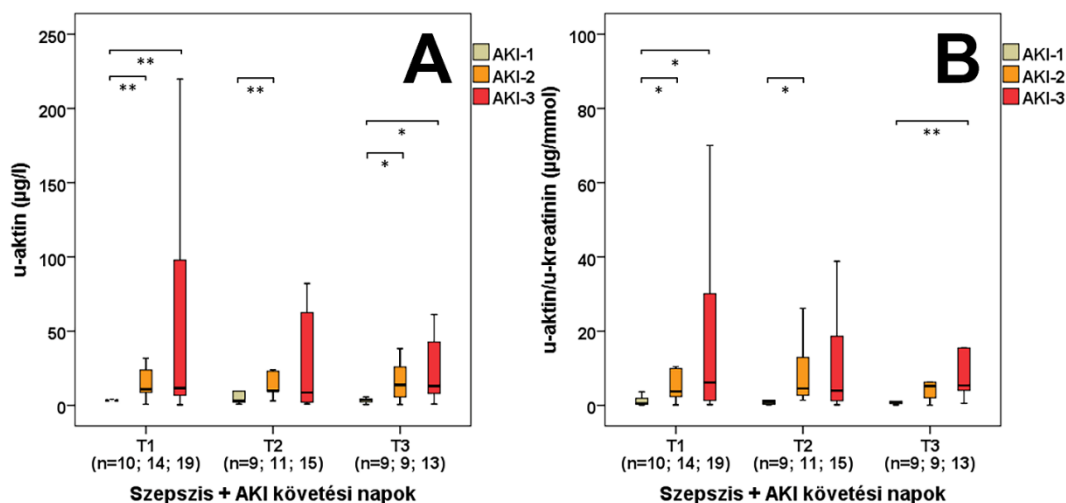 A
AKI-1
AKI-2
AKI-3
u-aktin (µg/l)
250
200
150
100
50
0
**
**
**
*
*
T1
T2
T3
(n=10; 14; 19)
(n=9; 11; 15)
(n=9; 9; 13)
Szepszis + AKI követési napok
B
AKI-1
AKI-2
AKI-3
u-aktin/u-kreatinin (µg/mmol)
100
80
60
40
20
0
*
*
*
**
T1
T2
T3
(n=10; 14; 19)
(n=9; 11; 15)
(n=9; 9; 13)
Szepszis + AKI követési napok